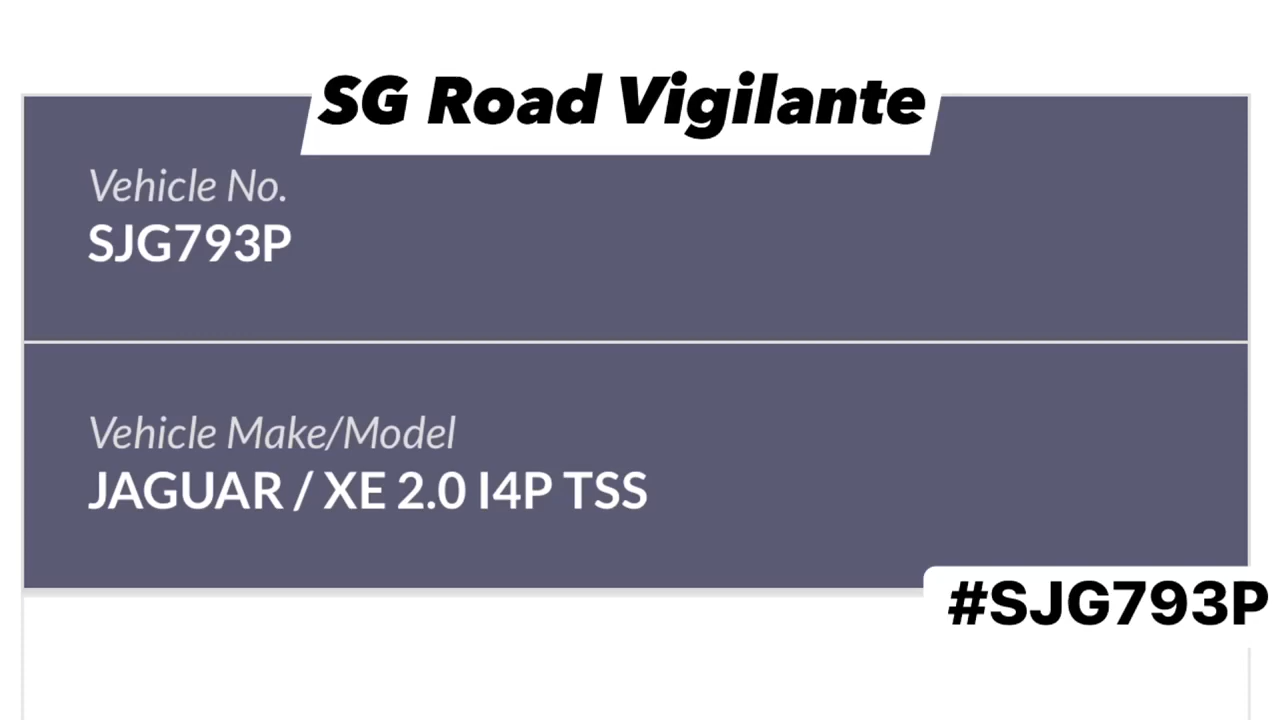 SG Road Vigilante
Vehicle No.
SJG793P
Vehicle Make/Model
JAGUAR / XE 2.0 I4P TSS
#SJG793P